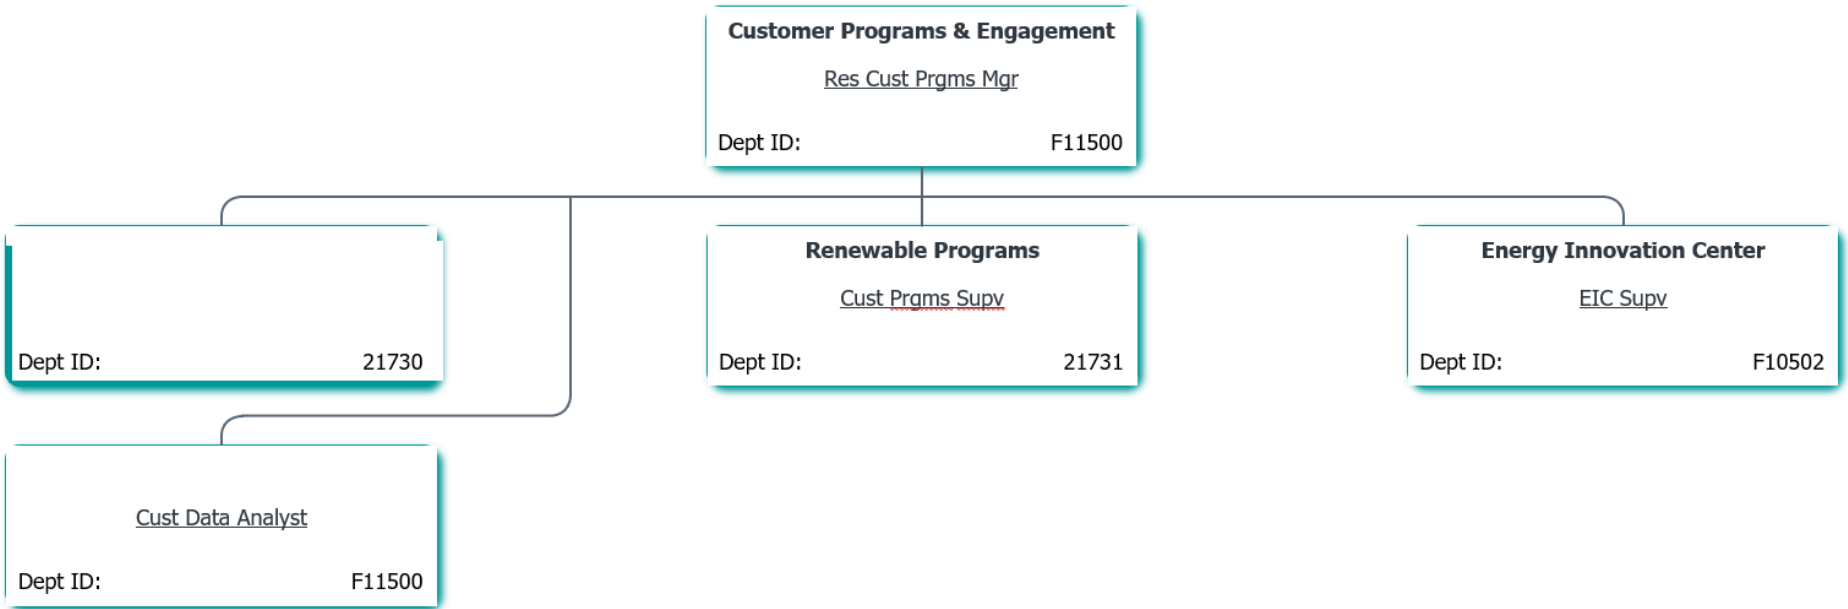 Customer Programs & Engagement
Res Cust Prgms Mgr
Dept ID: F11500
Dept ID: 21730
Renewable Programs
Cust Prgms Supv
Dept ID: 21731
Energy Innovation Center
EIC Supv
Dept ID: F10502
Cust Data Analyst
Dept ID: F11500